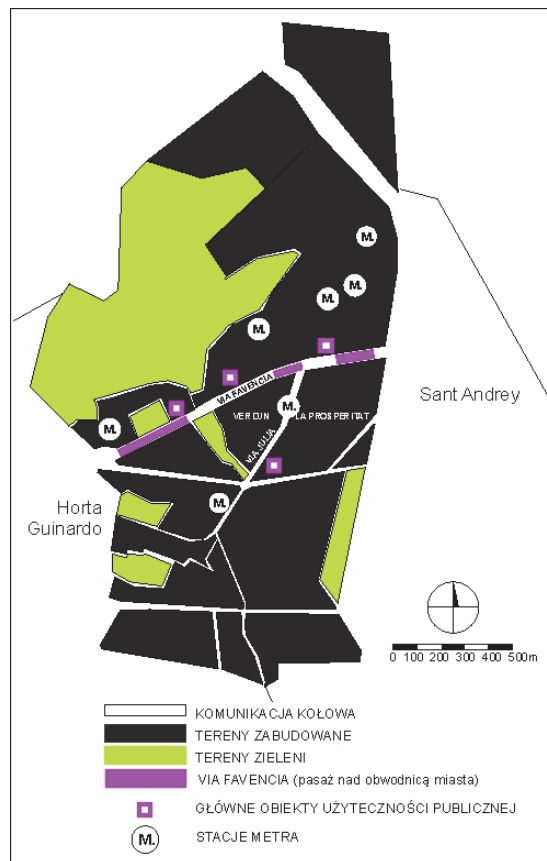 M.
M.
M.
M.
VIA FAVENCIA
Sant Andrey
M.
VERDUN
M.
LA PROSPERITAT
VIA JULIA
Horta
Guinardo
M.
0 100 200 300 400 500m
KOMUNIKACJA KOŁOWA
TERENY ZABUDOWANE
TERENY ZIELENI
VIA FAVENCIA (pasaż nad obwodnicą miasta)
GŁÓWNE OBIEKTY UŻYTECZNOŚCI PUBLICZNEJ
M.
STACJE METRA